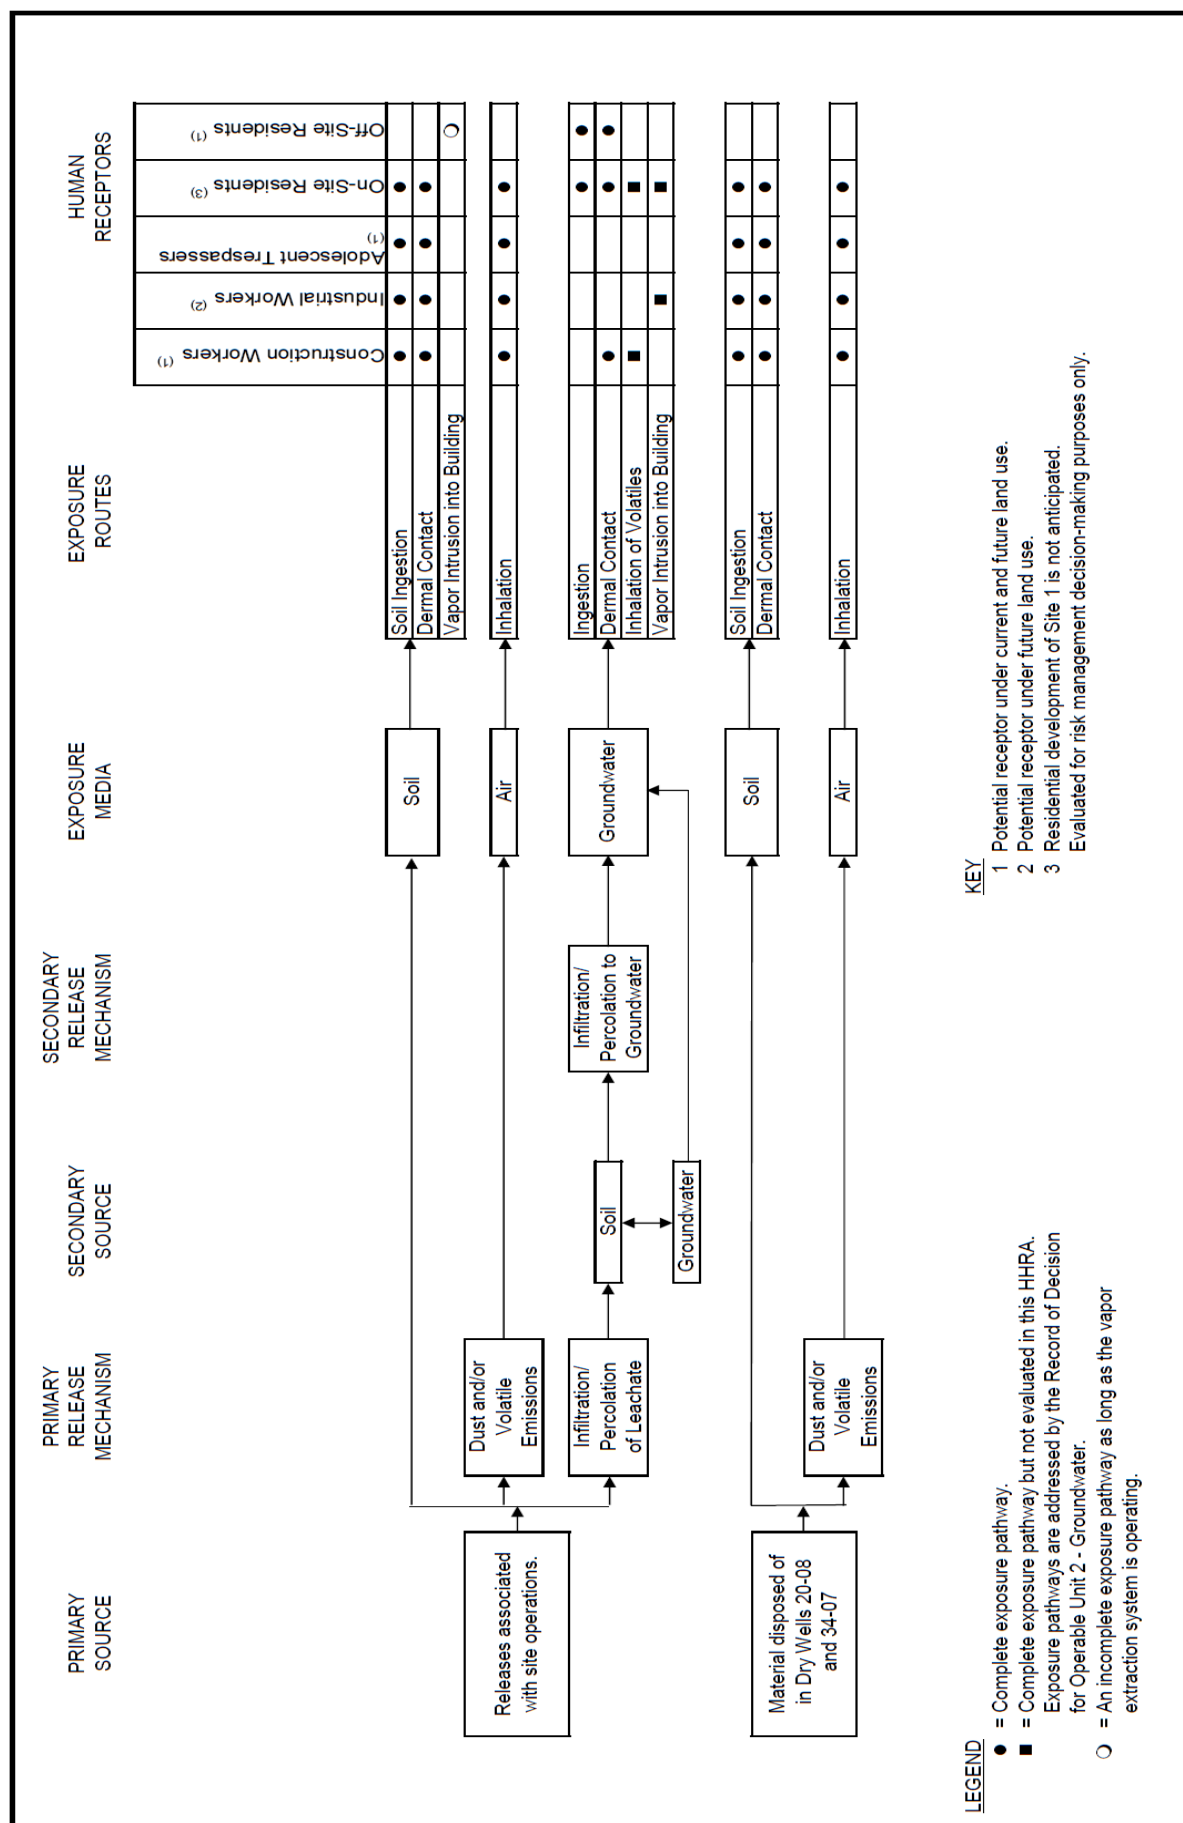 PRIMARY
SOURCE
PRIMARY
RELEASE
MECHANISM
SECONDARY
SOURCE
SECONDARY
RELEASE
MECHANISM
EXPOSURE
MEDIA
EXPOSURE
ROUTES
HUMAN
RECEPTORS
Construction Workers (1)
Industrial Workers (2)
Adolescent Trespassers
(1)
On-Site Residents (3)
Off-Site Residents (1)
Releases associated
with site operations.
Dust and/or
Volatile
Emissions
Infiltration/
Percolation
of Leachate
Soil
Groundwater
Infiltration/
Percolation to
Groundwater
Soil
Air
Groundwater
Soil Ingestion
Dermal Contact
Vapor Intrusion into Building
Inhalation
Ingestion
Dermal Contact
Inhalation of Volatiles
Vapor Intrusion into Building
Material disposed of
in Dry Wells 20-08
and 34-07
Dust and/or
Volatile
Emissions
Soil
Air
Soil Ingestion
Dermal Contact
Inhalation
LEGEND
= Complete exposure pathway.
= Complete exposure pathway but not evaluated in this HHRA.
Exposure pathways are addressed by the Record of Decision
for Operable Unit 2 - Groundwater.
= An incomplete exposure pathway as long as the vapor
extraction system is operating.
KEY
1 Potential receptor under current and future land use.
2 Potential receptor under future land use.
3 Residential development of Site 1 is not anticipated.
Evaluated for risk management decision-making purposes only.